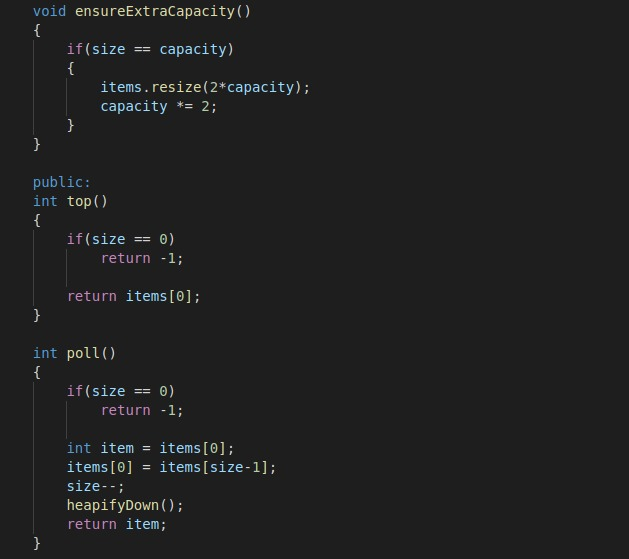 void ensureExtraCapacity()
{
    if(size == capacity)
    {
        items.resize(2*capacity);
        capacity *= 2;
    }
}

public:
int top()
{
    if(size == 0)
        return -1;

    return items[0];
}

int poll()
{
    if(size == 0)
        return -1;

    int item = items[0];
    items[0] = items[size-1];
    size--;
    heapifyDown();
    return item;
}